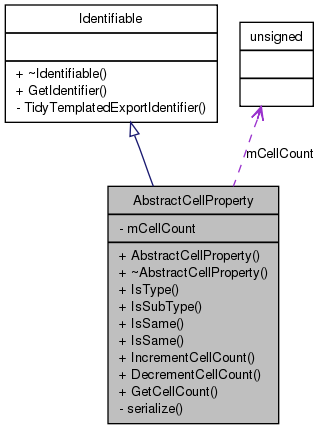 Identifiable
+ ~Identifiable()
+ GetIdentifier()
- TidyTemplatedExportIdentifier()
unsigned
mCellCount
AbstractCellProperty
- mCellCount
+ AbstractCellProperty()
+ ~AbstractCellProperty()
+ IsType()
+ IsSubType()
+ IsSame()
+ IsSame()
+ IncrementCellCount()
+ DecrementCellCount()
+ GetCellCount()
- serialize()